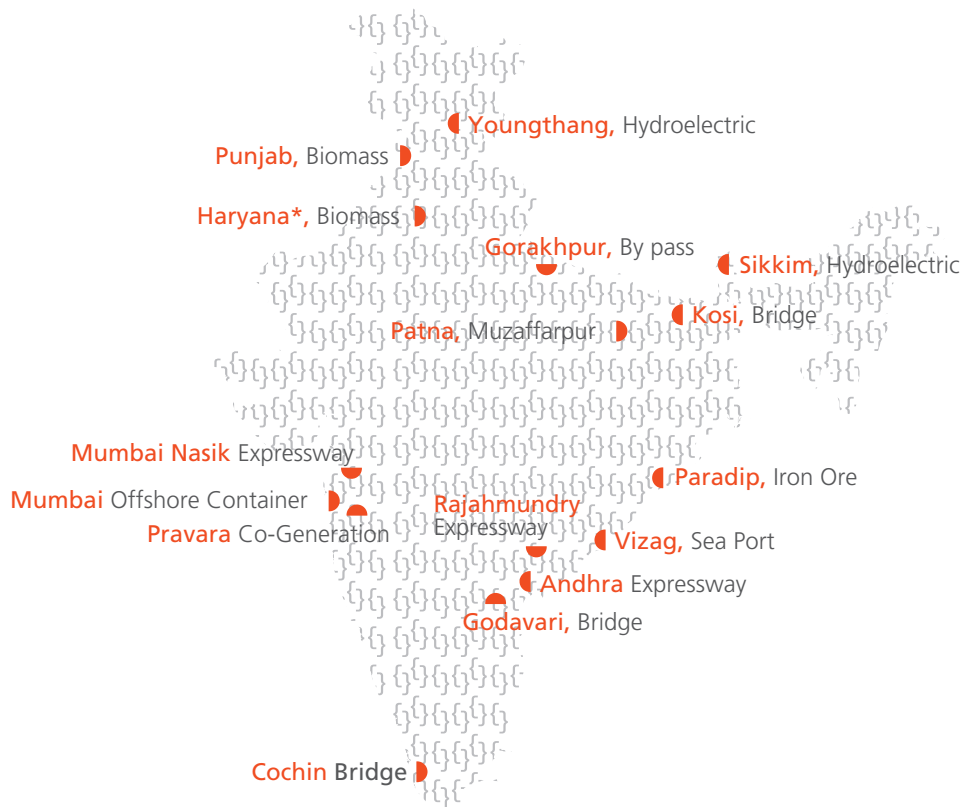 Youngthang, Hydroelectric
Punjab, Biomass
Haryana*, Biomass
Gorakhpur, By pass
Sikkim, Hydroelectric
Kosi, Bridge
Patna, Muzaffarpur
Mumbai Nasik Expressway
Paradip, Iron Ore
Mumbai Offshore Container
Rajahmundry
Expressway
Pravara Co-Generation
Vizag, Sea Port
Andhra Expressway
Godavari, Bridge
Cochin Bridge